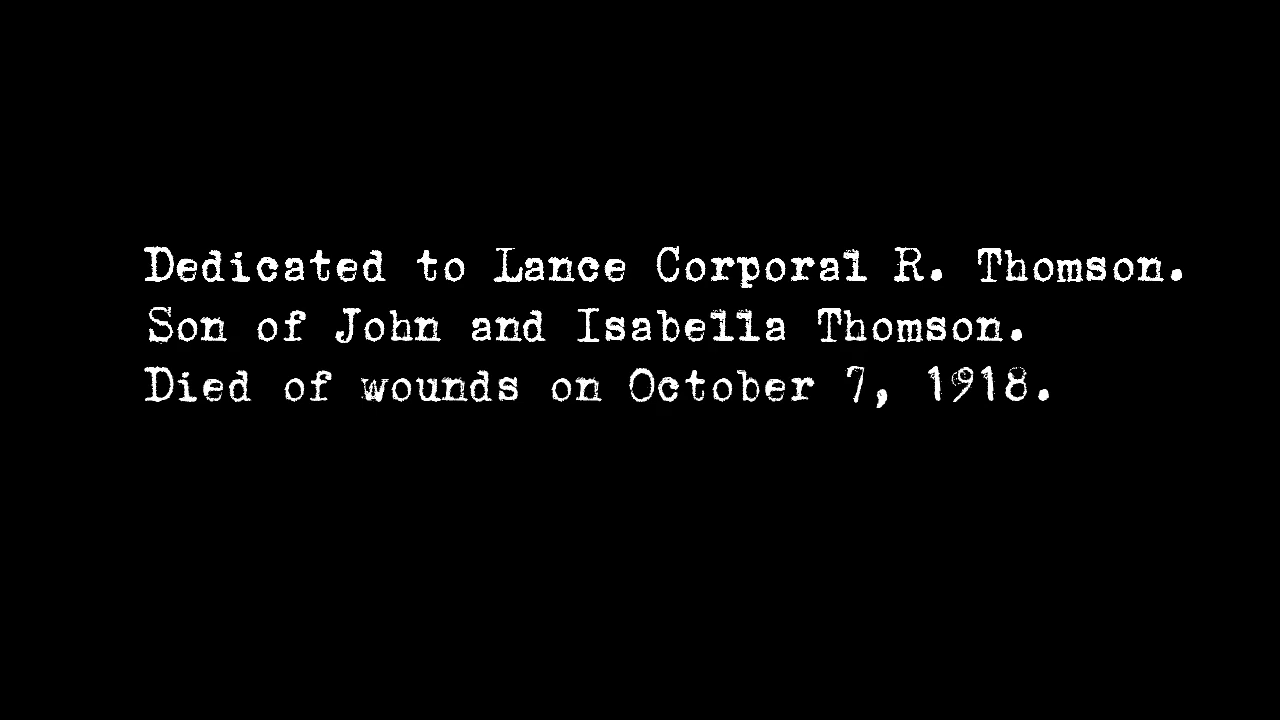 Dedicated to Lance Corporal R. Thomson.
Son of John and Isabella Thomson.
Died of wounds on October 7, 1918.